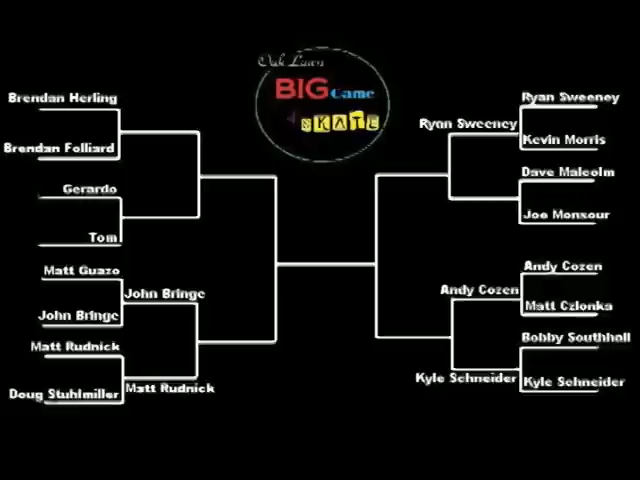 Oak Lawn
BIG Game
SKATE
Brendan Herling
Brendan Folliard
Gerardo
Tom
Matt Guazo
John Bringe
Matt Rudnick
Doug Stuhlmiller
John Bringe
Matt Rudnick
Ryan Sweeney
Andy Cozen
Kyle Schneider
Ryan Sweeney
Kevin Morris
Dave Malcolm
Joe Monsour
Andy Cozen
Matt Czlonka
Bobby Southhall
Kyle Schneider